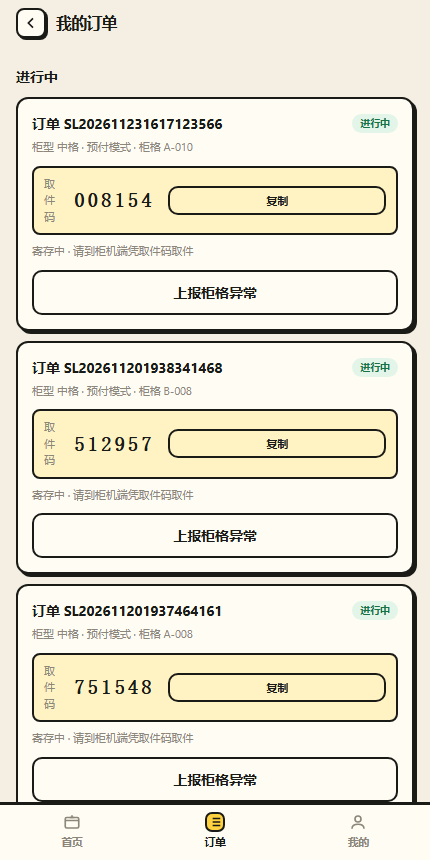 我的订单
进行中
订单 SL202611231617123566
进行中
柜型 中格 · 预付模式 · 柜格 A-010
取件码
008154
复制
寄存中 · 请到柜机端凭取件码取件
上报柜格异常
订单 SL202611201938341468
进行中
柜型 中格 · 预付模式 · 柜格 B-008
取件码
512957
复制
寄存中 · 请到柜机端凭取件码取件
上报柜格异常
订单 SL202611201937464161
进行中
柜型 中格 · 预付模式 · 柜格 A-008
取件码
751548
复制
寄存中 · 请到柜机端凭取件码取件
上报柜格异常
首页
订单
我的